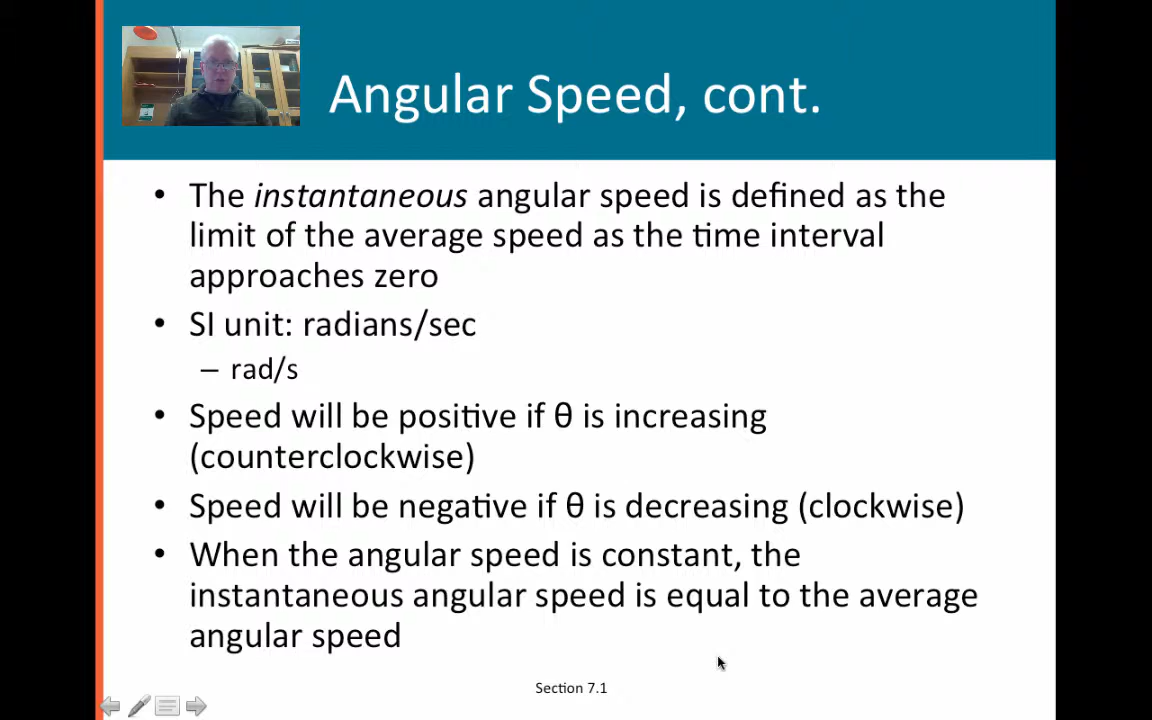 Angular Speed, cont.
• The instantaneous angular speed is defined as the
limit of the average speed as the time interval
approaches zero
• SI unit: radians/sec
– rad/s
• Speed will be positive if θ is increasing
(counterclockwise)
• Speed will be negative if θ is decreasing (clockwise)
• When the angular speed is constant, the
instantaneous angular speed is equal to the average
angular speed
Section 7.1